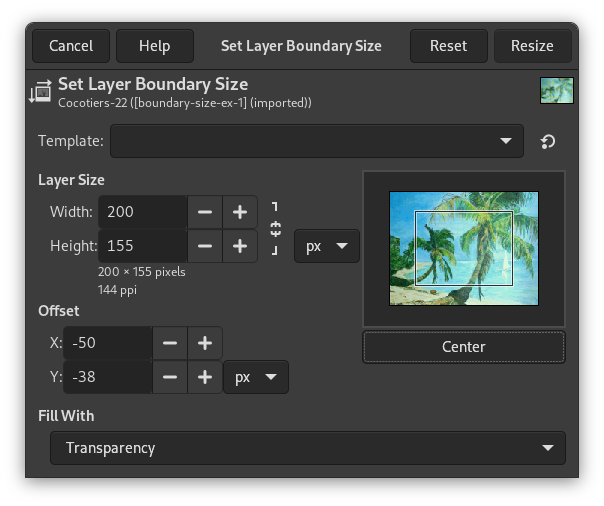 Cancel Help Set Layer Boundary Size Reset Resize
Set Layer Boundary Size
Cocotiers-22 ([boundary-size-ex-1] (imported))
Template:
Layer Size
Width: 200
Height: 155 px
200 × 155 pixels
144 ppi
Offset
X: -50
Center
Y: -38 px
Fill With
Transparency